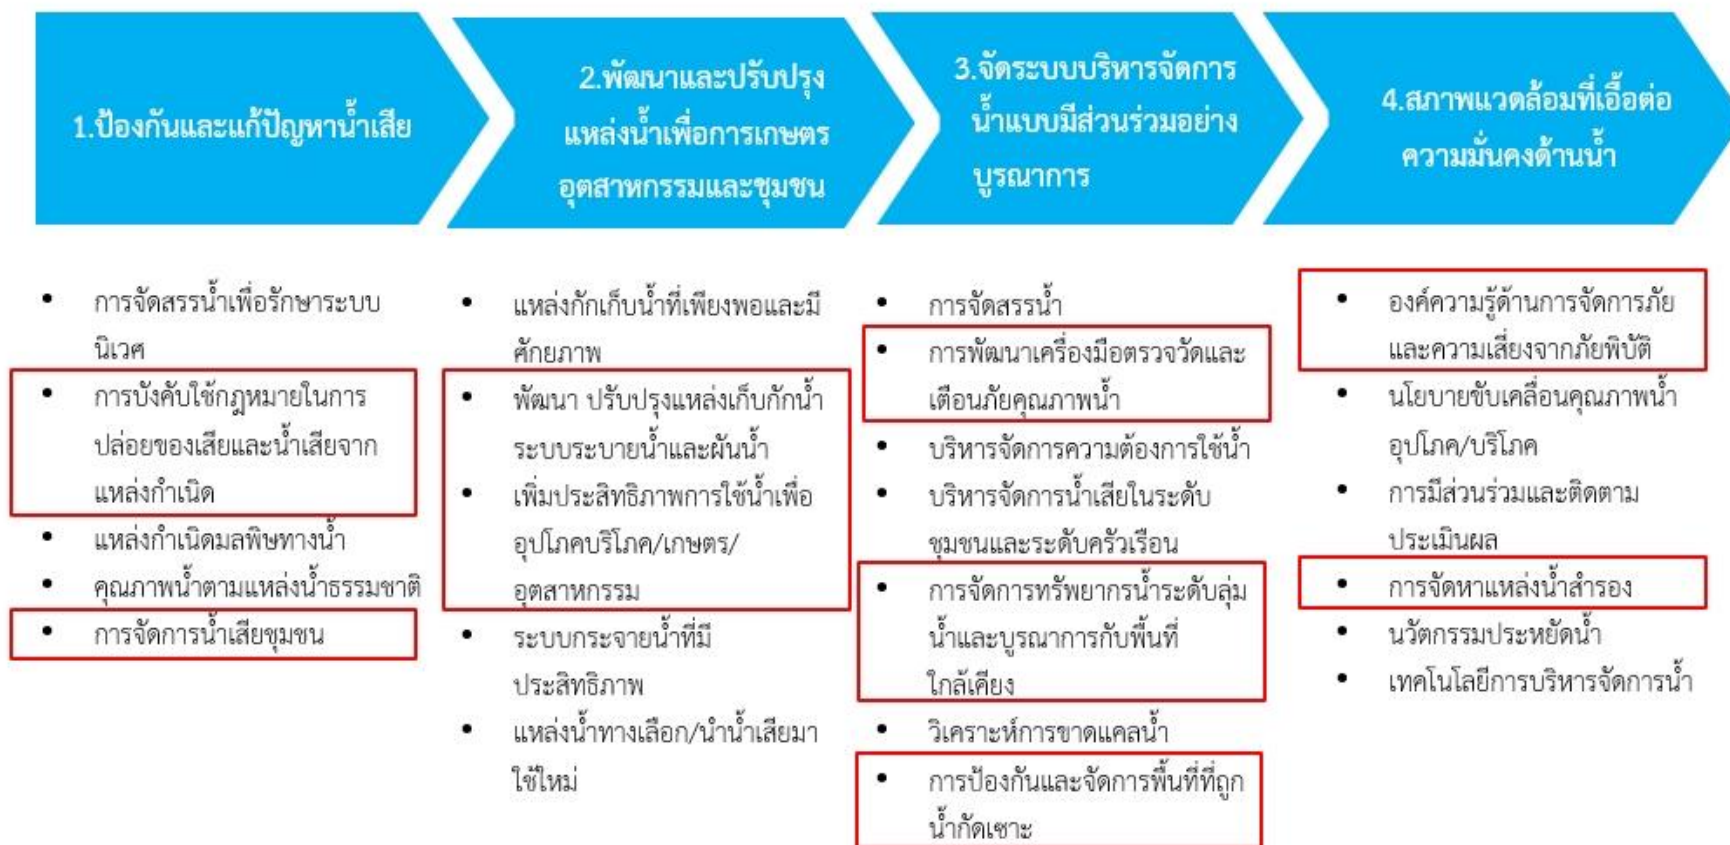 1.ป้องกันและแก้ปัญหาน้ำเสีย
2.พัฒนาและปรับปรุง
แหล่งน้ำเพื่อการเกษตร
อุตสาหกรรมและชุมชน
3.จัดระบบบริหารจัดการ
น้ำแบบมีส่วนร่วมอย่าง
บูรณาการ
4.สภาพแวดล้อมที่เอื้อต่อ
ความมั่นคงด้านน้ำ
• การจัดสรรน้ำเพื่อรักษาระบบ
นิเวศ
• การบังคับใช้กฎหมายในการ
ปล่อยของเสียและน้ำเสียจาก
แหล่งกำเนิด
• แหล่งกำเนิดมลพิษทางน้ำ
• คุณภาพน้ำตามแหล่งน้ำธรรมชาติ
• การจัดการน้ำเสียชุมชน
• แหล่งกักเก็บน้ำที่เพียงพอและมี
ศักยภาพ
• พัฒนา ปรับปรุงแหล่งเก็บกักน้ำ
ระบบระบายน้ำและผันน้ำ
• เพิ่มประสิทธิภาพการใช้น้ำเพื่อ
อุปโภคบริโภค/เกษตร/
อุตสาหกรรม
• ระบบกระจายน้ำที่มี
ประสิทธิภาพ
• แหล่งน้ำทางเลือก/นำน้ำเสียมา
ใช้ใหม่
• การจัดสรรน้ำ
• การพัฒนาเครื่องมือตรวจวัดและ
เตือนภัยคุณภาพน้ำ
• บริหารจัดการความต้องการใช้น้ำ
• บริหารจัดการน้ำเสียในระดับ
ชุมชนและระดับครัวเรือน
• การจัดการทรัพยากรน้ำระดับลุ่ม
น้ำและบูรณาการกับพื้นที่
ใกล้เคียง
• วิเคราะห์การขาดแคลน้ำ
• การป้องกันและจัดการพื้นที่ที่ถูก
น้ำกัดเซาะ
• องค์ความรู้ด้านการจัดการภัย
และความเสี่ยงจากภัยพิบัติ
• นโยบายขับเคลื่อนคุณภาพน้ำ
อุปโภค/บริโภค
• การมีส่วนร่วมและติดตาม
ประเมินผล
• การจัดหาแหล่งน้ำสำรอง
• นวัตกรรมประหยัดน้ำ
• เทคโนโลยีการบริหารจัดการน้ำ